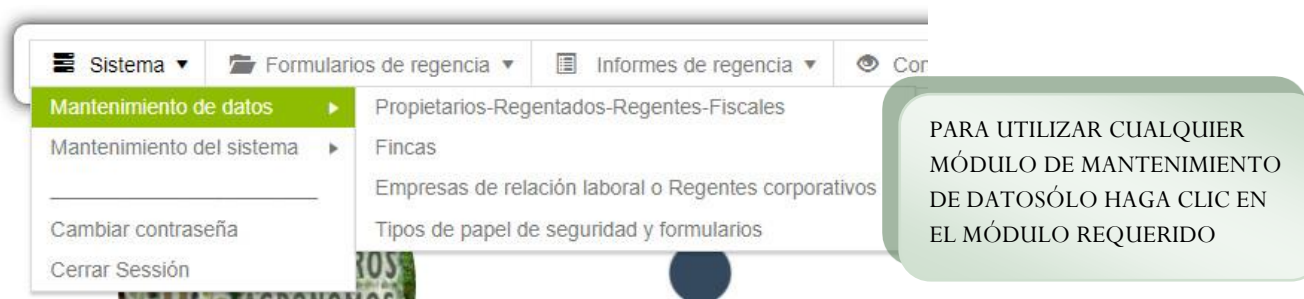 Sistema Formularios de regencia Informes de regencia Con
Mantenimiento de datos
Propietarios-Regentados-Regentes-Fiscales
Mantenimiento del sistema
Fincas
Empresas de relación laboral o Regentes corporativos
Cambiar contraseña
Tipos de papel de seguridad y formularios
Cerrar Sessión
PARA UTILIZAR CUALQUIER
MÓDULO DE MANTENIMIENTO
DE DATOSÓLO HAGA CLIC EN
EL MÓDULO REQUERIDO